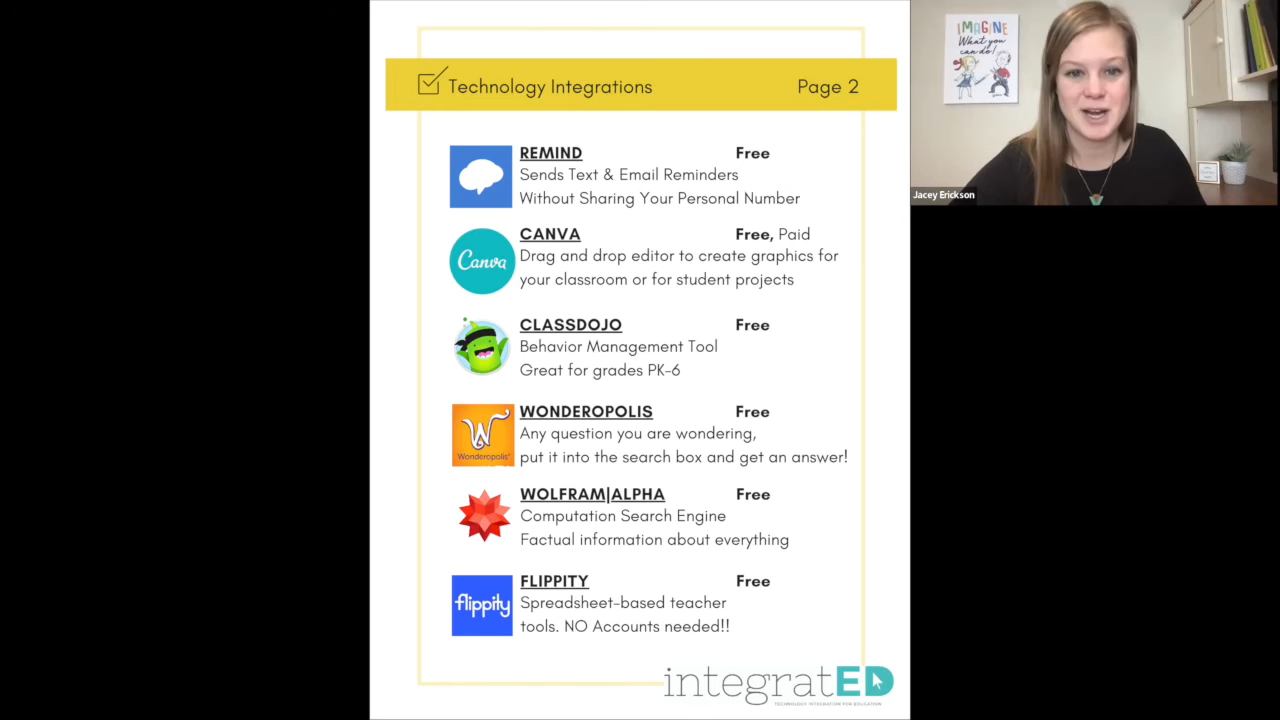 Technology Integrations Page 2
REMIND Free
Sends Text & Email Reminders
Without Sharing Your Personal Number
Canva
CANVA Free, Paid
Drag and drop editor to create graphics for
your classroom or for student projects
CLASSDOJO Free
Behavior Management Tool
Great for grades PK-6
W
Wonderopolis
WONDEROPOLIS Free
Any question you are wondering,
put it into the search box and get an answer!
WOLFRAM|ALPHA Free
Computation Search Engine
Factual information about everything
flippity
FLIPPITY Free
Spreadsheet-based teacher
tools. NO Accounts needed!!
integratED
TECHNOLOGY INTEGRATION FOR EDUCATION
IMAGINE
What you
can do!
Jacey Erickson